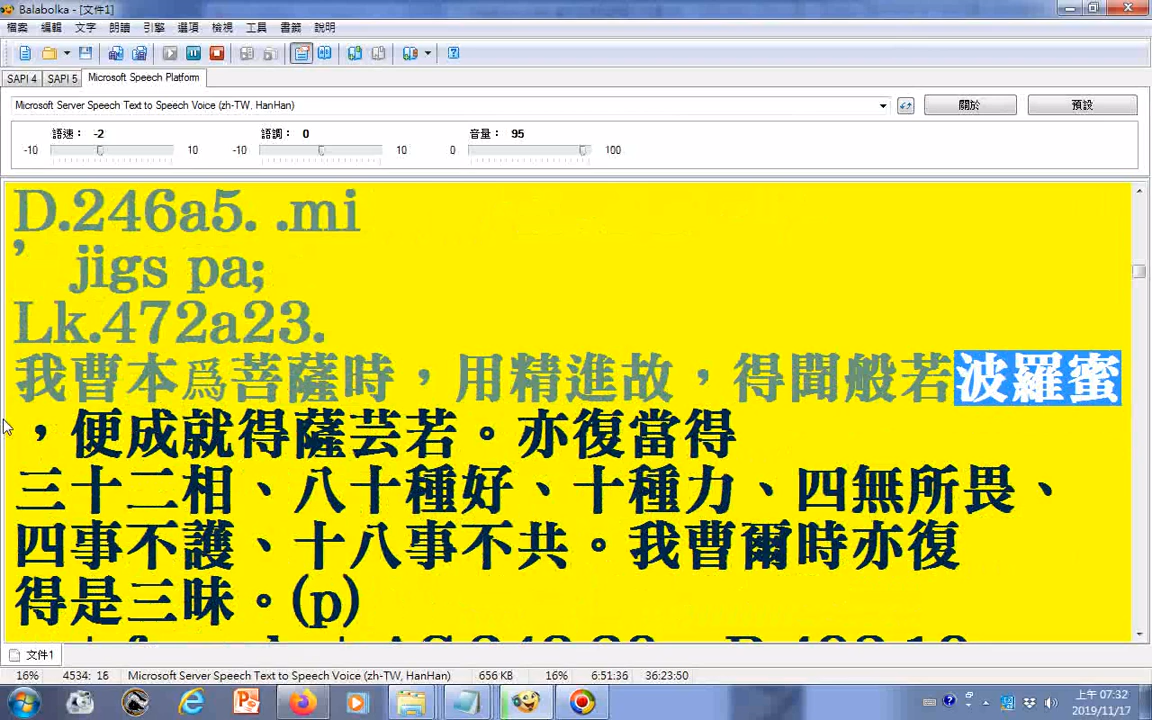 Balabolka - [文件1]
檔案 編輯 文字 朗讀 引擎 選項 檢視 工具 書籤 說明
SAPI 4 SAPI 5 Microsoft Speech Platform
Microsoft Server Speech Text to Speech Voice (zh-TW, HanHan) 關於 預設
語速： -2 語調： 0 音量： 95
-10 10 -10 10 0 100
D.246a5. .mi
’ jigs pa;
Lk.472a23.
我曹本爲菩薩時，用精進故，得聞般若波羅蜜
，便成就得薩芸若。亦復當得
三十二相、八十種好、十種力、四無所畏、
四事不護、十八事不共。我曹爾時亦復
得是三昧。(p)
文件1
16% 4534: 18 Microsoft Server Speech Text to Speech Voice (zh-TW, HanHan) 656 KB 16% 6:51:36 36:23:50
上午 07:32
2019/11/17